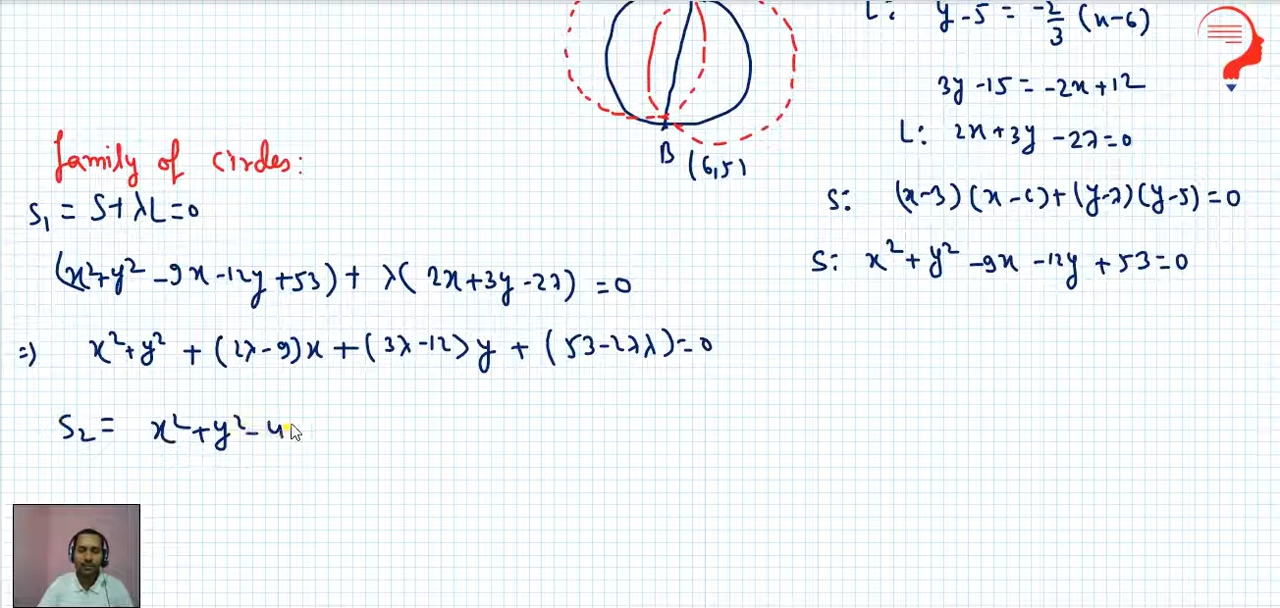 L: y-5 = -2/3 (x-6)
3y-15 = -2x+12
L: 2x+3y-27=0
B (6,5)
family of circles:
S₁ = S+λL=0
S: (x-3)(x-6)+(y-7)(y-5)=0
S: x²+y²-9x-12y+53=0
(x²+y²-9x-12y+53)+λ(2x+3y-27)=0
⇒ x²+y²+(2λ-9)x+(3λ-12)y+(53-27λ)=0
S₂ = x²+y²-4